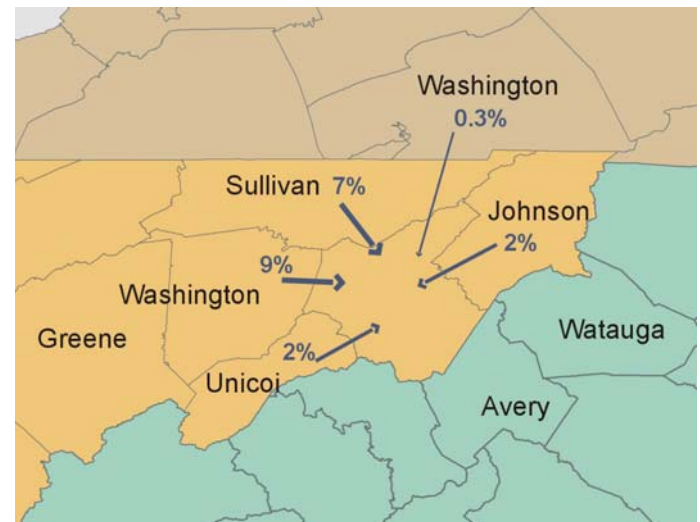 Washington
0.3%
Sullivan 7%
Johnson
2%
9%
Washington
Greene
Watauga
2%
Unicoi
Avery